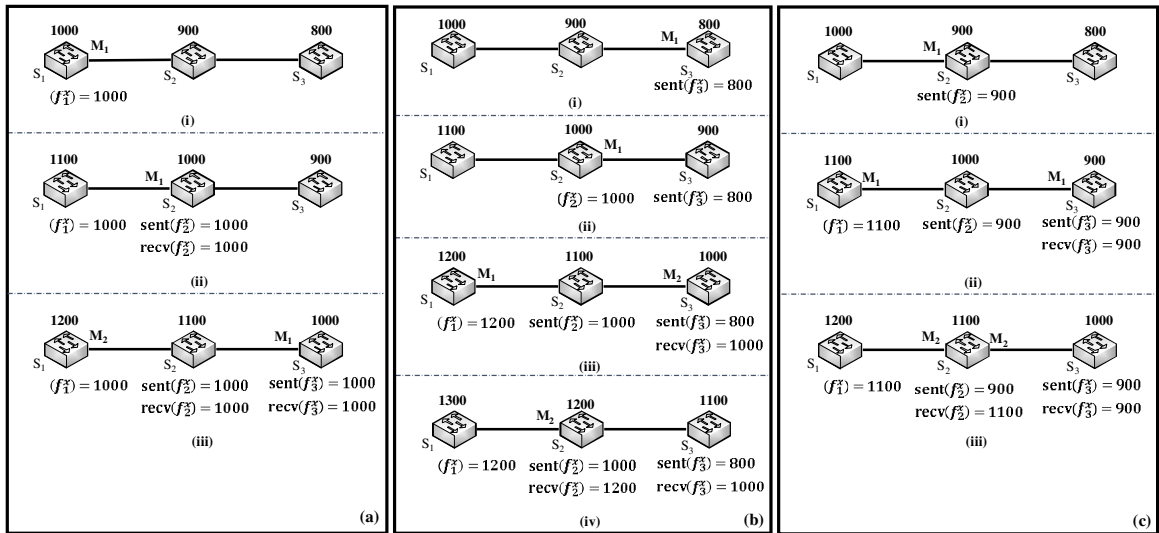 1000 900 800
M1
S1 S2 S3
(f₁ˣ) = 1000
(i)
1100 1000 900
M1
S1 S2 S3
(f₁ˣ) = 1000 sent(f₂ˣ) = 1000
recv(f₂ˣ) = 1000
(ii)
1200 1100 1000
M2 M1
S1 S2 S3
(f₁ˣ) = 1000 sent(f₂ˣ) = 1000 sent(f₃ˣ) = 1000
recv(f₂ˣ) = 1000 recv(f₃ˣ) = 1000
(iii)
(a)
1000 900 800
M1
S1 S2 S3
sent(f₃ˣ) = 800
(i)
1100 1000 900
M1
S1 S2 S3
(f₂ˣ) = 1000 sent(f₃ˣ) = 800
(ii)
1200 1100 1000
M1 M2
S1 S2 S3
(f₁ˣ) = 1200 sent(f₂ˣ) = 1000 sent(f₃ˣ) = 800
recv(f₃ˣ) = 1000
(iii)
1300 1200 1100
M2
S1 S2 S3
(f₁ˣ) = 1200 sent(f₂ˣ) = 1000 sent(f₃ˣ) = 800
recv(f₂ˣ) = 1200 recv(f₃ˣ) = 1000
(iv)
(b)
1000 900 800
M1
S1 S2 S3
sent(f₂ˣ) = 900
(i)
1100 1000 900
M1 M1
S1 S2 S3
(f₁ˣ) = 1100 sent(f₂ˣ) = 900 sent(f₃ˣ) = 900
recv(f₃ˣ) = 900
(ii)
1200 1100 1000
M2 M2
S1 S2 S3
(f₁ˣ) = 1100 sent(f₂ˣ) = 900 sent(f₃ˣ) = 900
recv(f₂ˣ) = 1100 recv(f₃ˣ) = 900
(iii)
(c)